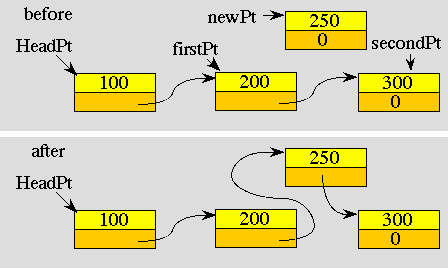 before
newPt
250
0
HeadPt
firstPt
secondPt
100
200
300
0
after
HeadPt
250
100
200
300
0